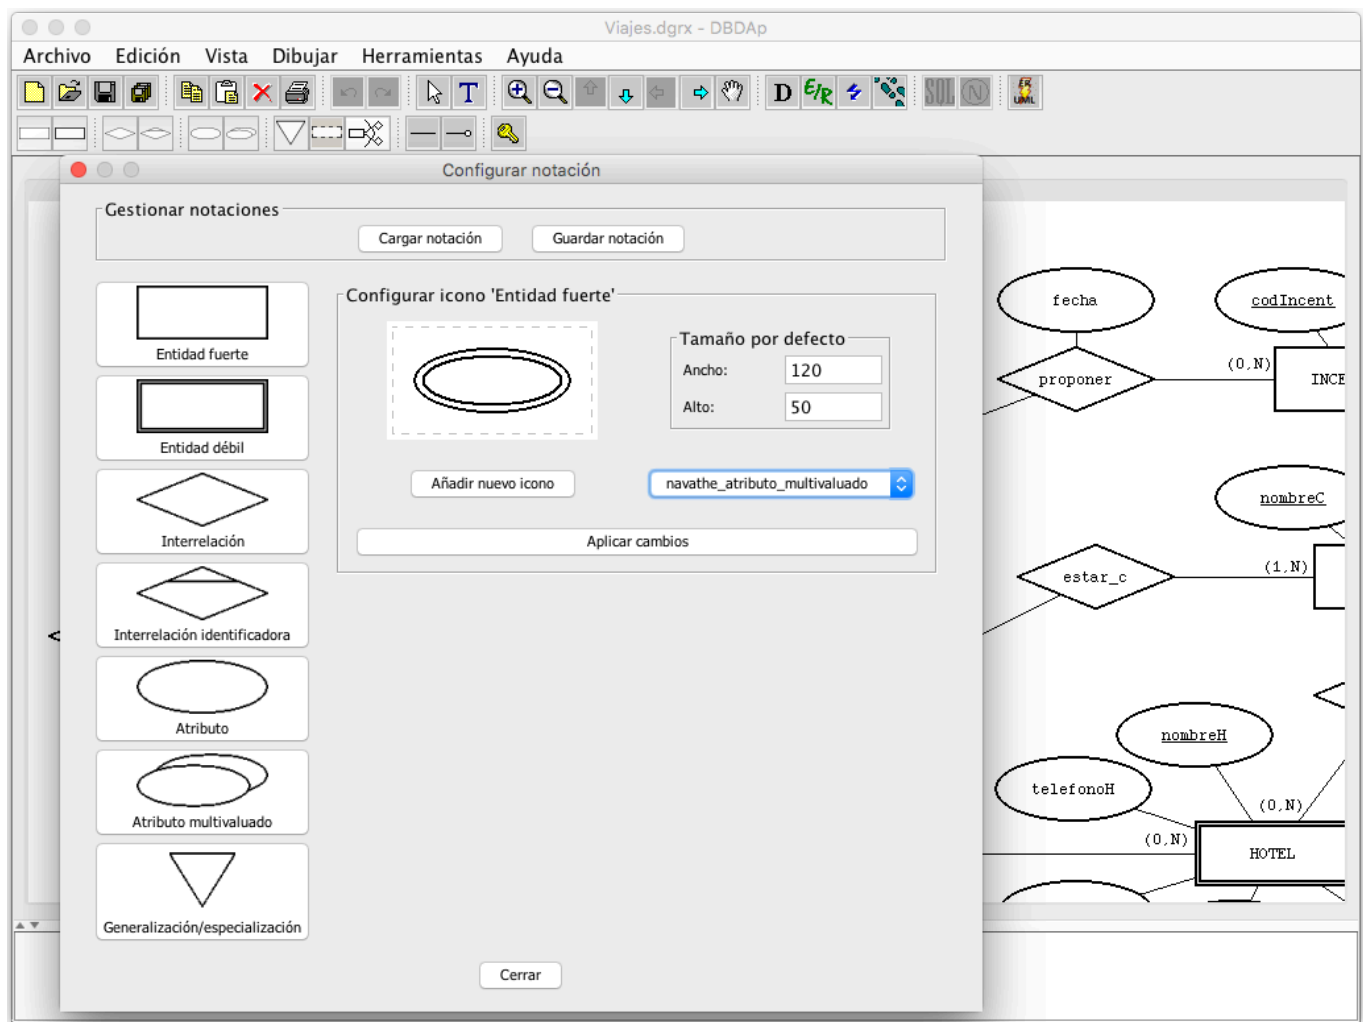 Viajes.dgrx - DBDAp
Archivo Edición Vista Dibujar Herramientas Ayuda
T D E/R SQL N ER UML
Configurar notación
Gestionar notaciones
Cargar notación Guardar notación
Entidad fuerte
Entidad débil
Interrelación
Interrelación identificadora
Atributo
Atributo multivaluado
Generalización/especialización
Configurar icono 'Entidad fuerte'
Tamaño por defecto
Ancho: 120
Alto: 50
Añadir nuevo icono navathe_atributo_multivaluado
Aplicar cambios
Cerrar
fecha codIncent
(0,N)
proponer INCE
nombreC
(1,N)
estar_c
nombreH
telefonoH
(0,N)
(0,N)
HOTEL